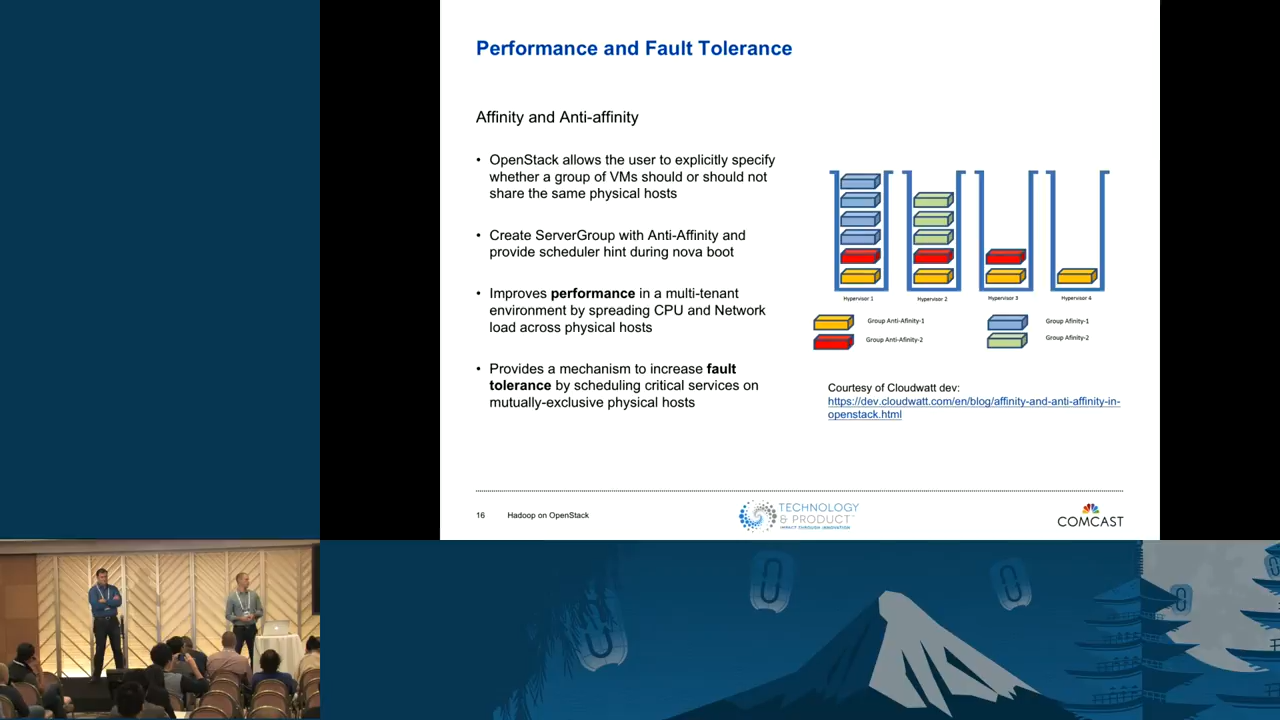 Performance and Fault Tolerance
Affinity and Anti-affinity
• OpenStack allows the user to explicitly specify
whether a group of VMs should or should not
share the same physical hosts
• Create ServerGroup with Anti-Affinity and
provide scheduler hint during nova boot
• Improves performance in a multi-tenant
environment by spreading CPU and Network
load across physical hosts
• Provides a mechanism to increase fault
tolerance by scheduling critical services on
mutually-exclusive physical hosts
Hypervisor 1
Hypervisor 2
Hypervisor 3
Hypervisor 4
Group Anti-Afinity-1
Group Afinity-1
Group Anti-Afinity-2
Group Afinity-2
Courtesy of Cloudwatt dev:
https://dev.cloudwatt.com/en/blog/affinity-and-anti-affinity-in-
openstack.html
16
Hadoop on OpenStack
TECHNOLOGY
& PRODUCT
IMPACT THROUGH INNOVATION
COMCAST